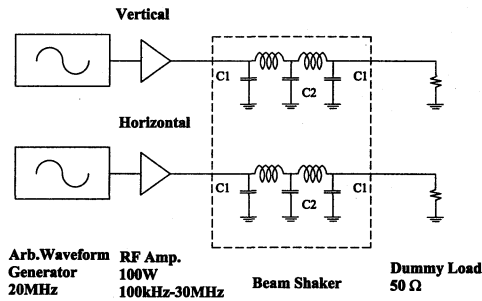 Vertical
C1
C1
C2
Horizontal
C1
C1
C2
Arb.Waveform
Generator
20MHz
RF Amp.
100W
100kHz-30MHz
Beam Shaker
Dummy Load
50 Ω